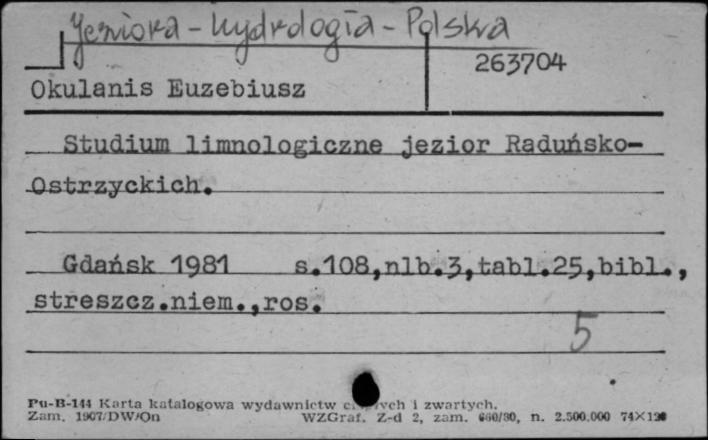 Jeziora - hydrologia - Polska
263704
Okulanis Euzebiusz
Studium limnologiczne jezior Raduńsko-
Ostrzyckich.
Gdańsk 1981 s.108,nlb.3,tabl.25,bibl.,
streszcz.niem.,ros.
5
Pu-B-144 Karta katalogowa wydawnictw i zwartych.
Zam. 1907/DW/On WZGraf. Z-d 2, zam. 660/80, n. 2.500.000